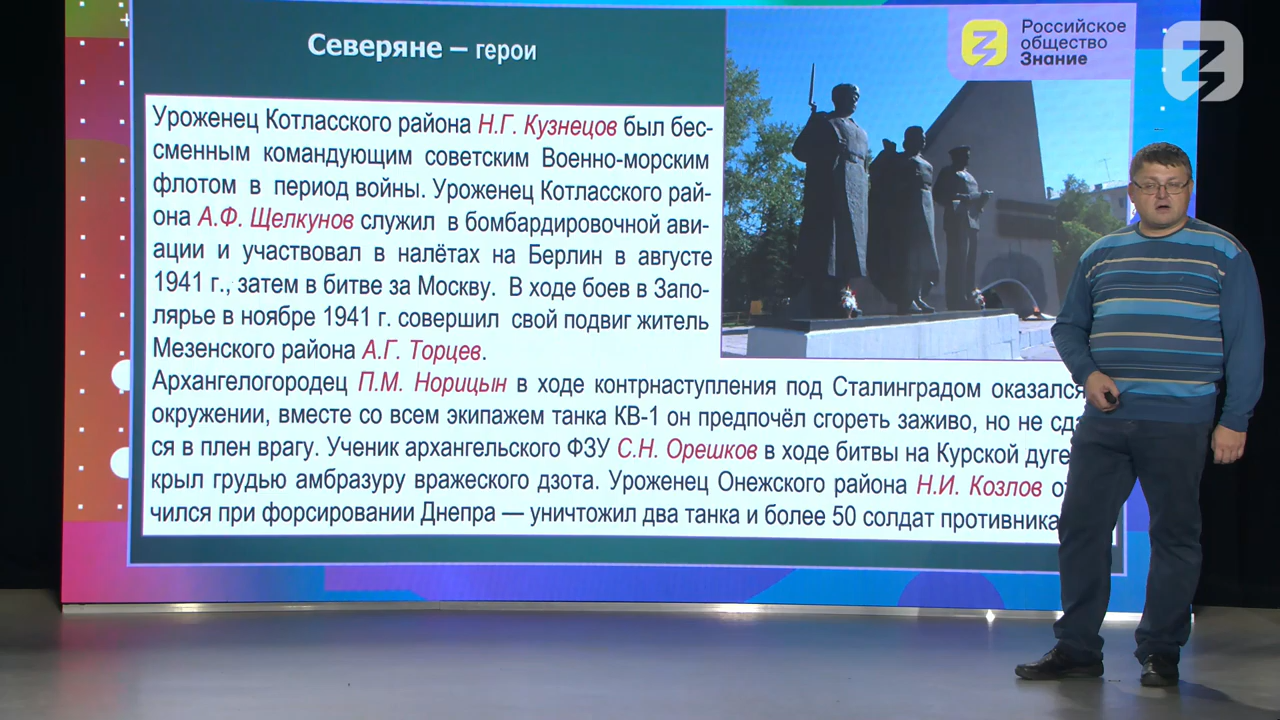 Северяне – герои
Российское
общество
Знание
Уроженец Котласского района Н.Г. Кузнецов был бес-
сменным командующим советским Военно-морским
флотом в период войны. Уроженец Котласского рай-
она А.Ф. Щелкунов служил в бомбардировочной ави-
ации и участвовал в налётах на Берлин в августе
1941 г., затем в битве за Москву. В ходе боев в Запо-
лярье в ноябре 1941 г. совершил свой подвиг житель
Мезенского района А.Г. Торцев.
Архангелогородец П.М. Норицын в ходе контрнаступления под Сталинградом оказался
окружении, вместе со всем экипажем танка КВ-1 он предпочёл сгореть заживо, но не сда
ся в плен врагу. Ученик архангельского ФЗУ С.Н. Орешков в ходе битвы на Курской дуге
крыл грудью амбразуру вражеского дзота. Уроженец Онежского района Н.И. Козлов от
чился при форсировании Днепра — уничтожил два танка и более 50 солдат противника